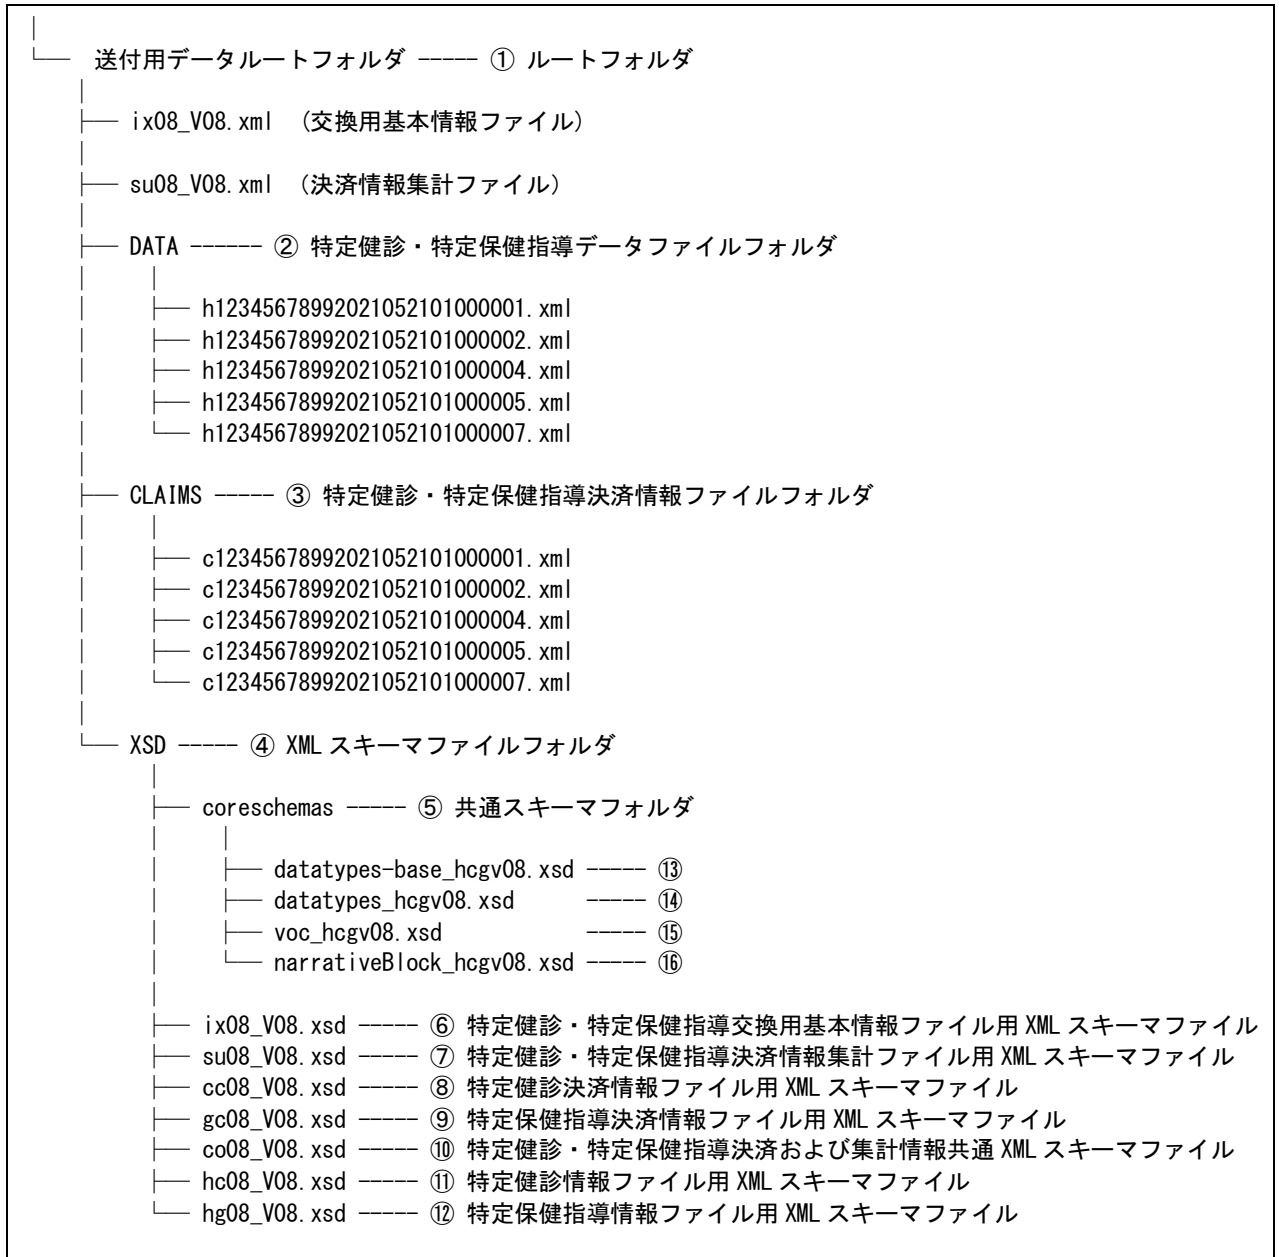 送付用データルートフォルダ ----- ① ルートフォルダ
ix08_V08.xml （交換用基本情報ファイル）
su08_V08.xml （決済情報集計ファイル）
DATA ------ ② 特定健診・特定保健指導データファイルフォルダ
h12345678992021052101000001.xml
h12345678992021052101000002.xml
h12345678992021052101000004.xml
h12345678992021052101000005.xml
h12345678992021052101000007.xml
CLAIMS ----- ③ 特定健診・特定保健指導決済情報ファイルフォルダ
c12345678992021052101000001.xml
c12345678992021052101000002.xml
c12345678992021052101000004.xml
c12345678992021052101000005.xml
c12345678992021052101000007.xml
XSD ----- ④ XML スキーマファイルフォルダ
coreschemas ----- ⑤ 共通スキーマフォルダ
datatypes-base_hcgv08.xsd ----- ⑬
datatypes_hcgv08.xsd ----- ⑭
voc_hcgv08.xsd ----- ⑮
narrativeBlock_hcgv08.xsd ----- ⑯
ix08_V08.xsd ----- ⑥ 特定健診・特定保健指導交換用基本情報ファイル用 XML スキーマファイル
su08_V08.xsd ----- ⑦ 特定健診・特定保健指導決済情報集計ファイル用 XML スキーマファイル
cc08_V08.xsd ----- ⑧ 特定健診決済情報ファイル用 XML スキーマファイル
gc08_V08.xsd ----- ⑨ 特定保健指導決済情報ファイル用 XML スキーマファイル
co08_V08.xsd ----- ⑩ 特定健診・特定保健指導決済および集計情報共通 XML スキーマファイル
hc08_V08.xsd ----- ⑪ 特定健診情報ファイル用 XML スキーマファイル
hg08_V08.xsd ----- ⑫ 特定保健指導情報ファイル用 XML スキーマファイル